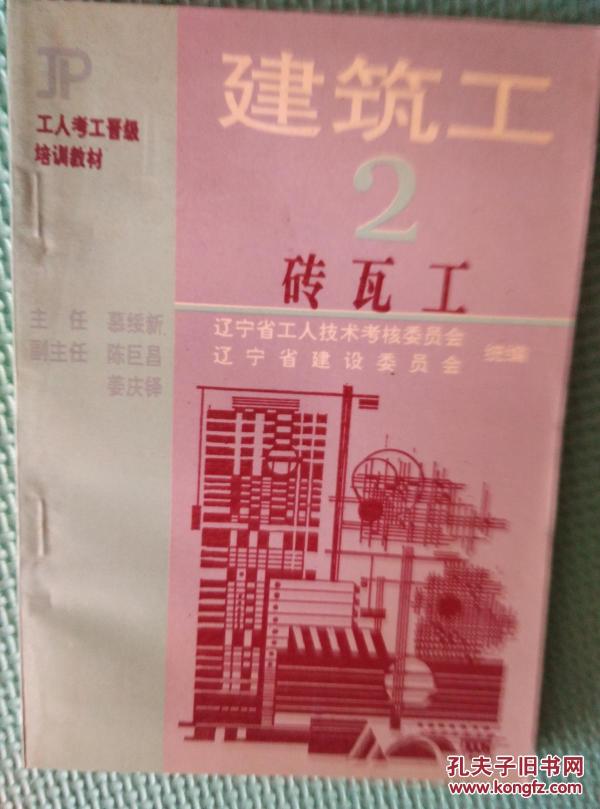 JP
工人考工晋级
培训教材
建筑工
2
砖瓦工
主 任 慕绥新
副主任 陈巨昌
姜庆铎
辽宁省工人技术考核委员会
辽宁省建设委员会
统编
孔夫子旧书网
www.kongfz.com